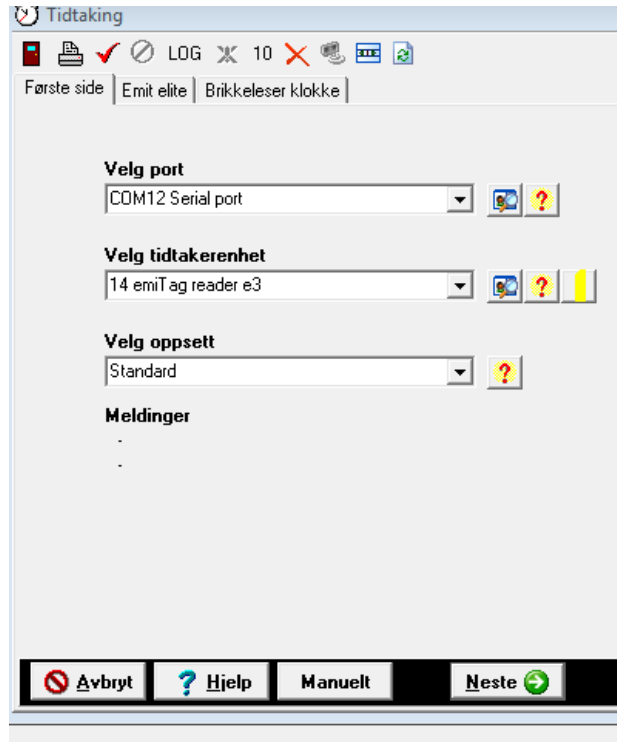 Tidtaking
LOG 10
Første side Emit elite Brikkeleser klokke
Velg port
COM12 Serial port
Velg tidtakerenhet
14 emiTag reader e3
Velg oppsett
Standard
Meldinger
-
-
Avbryt Hjelp Manuelt Neste